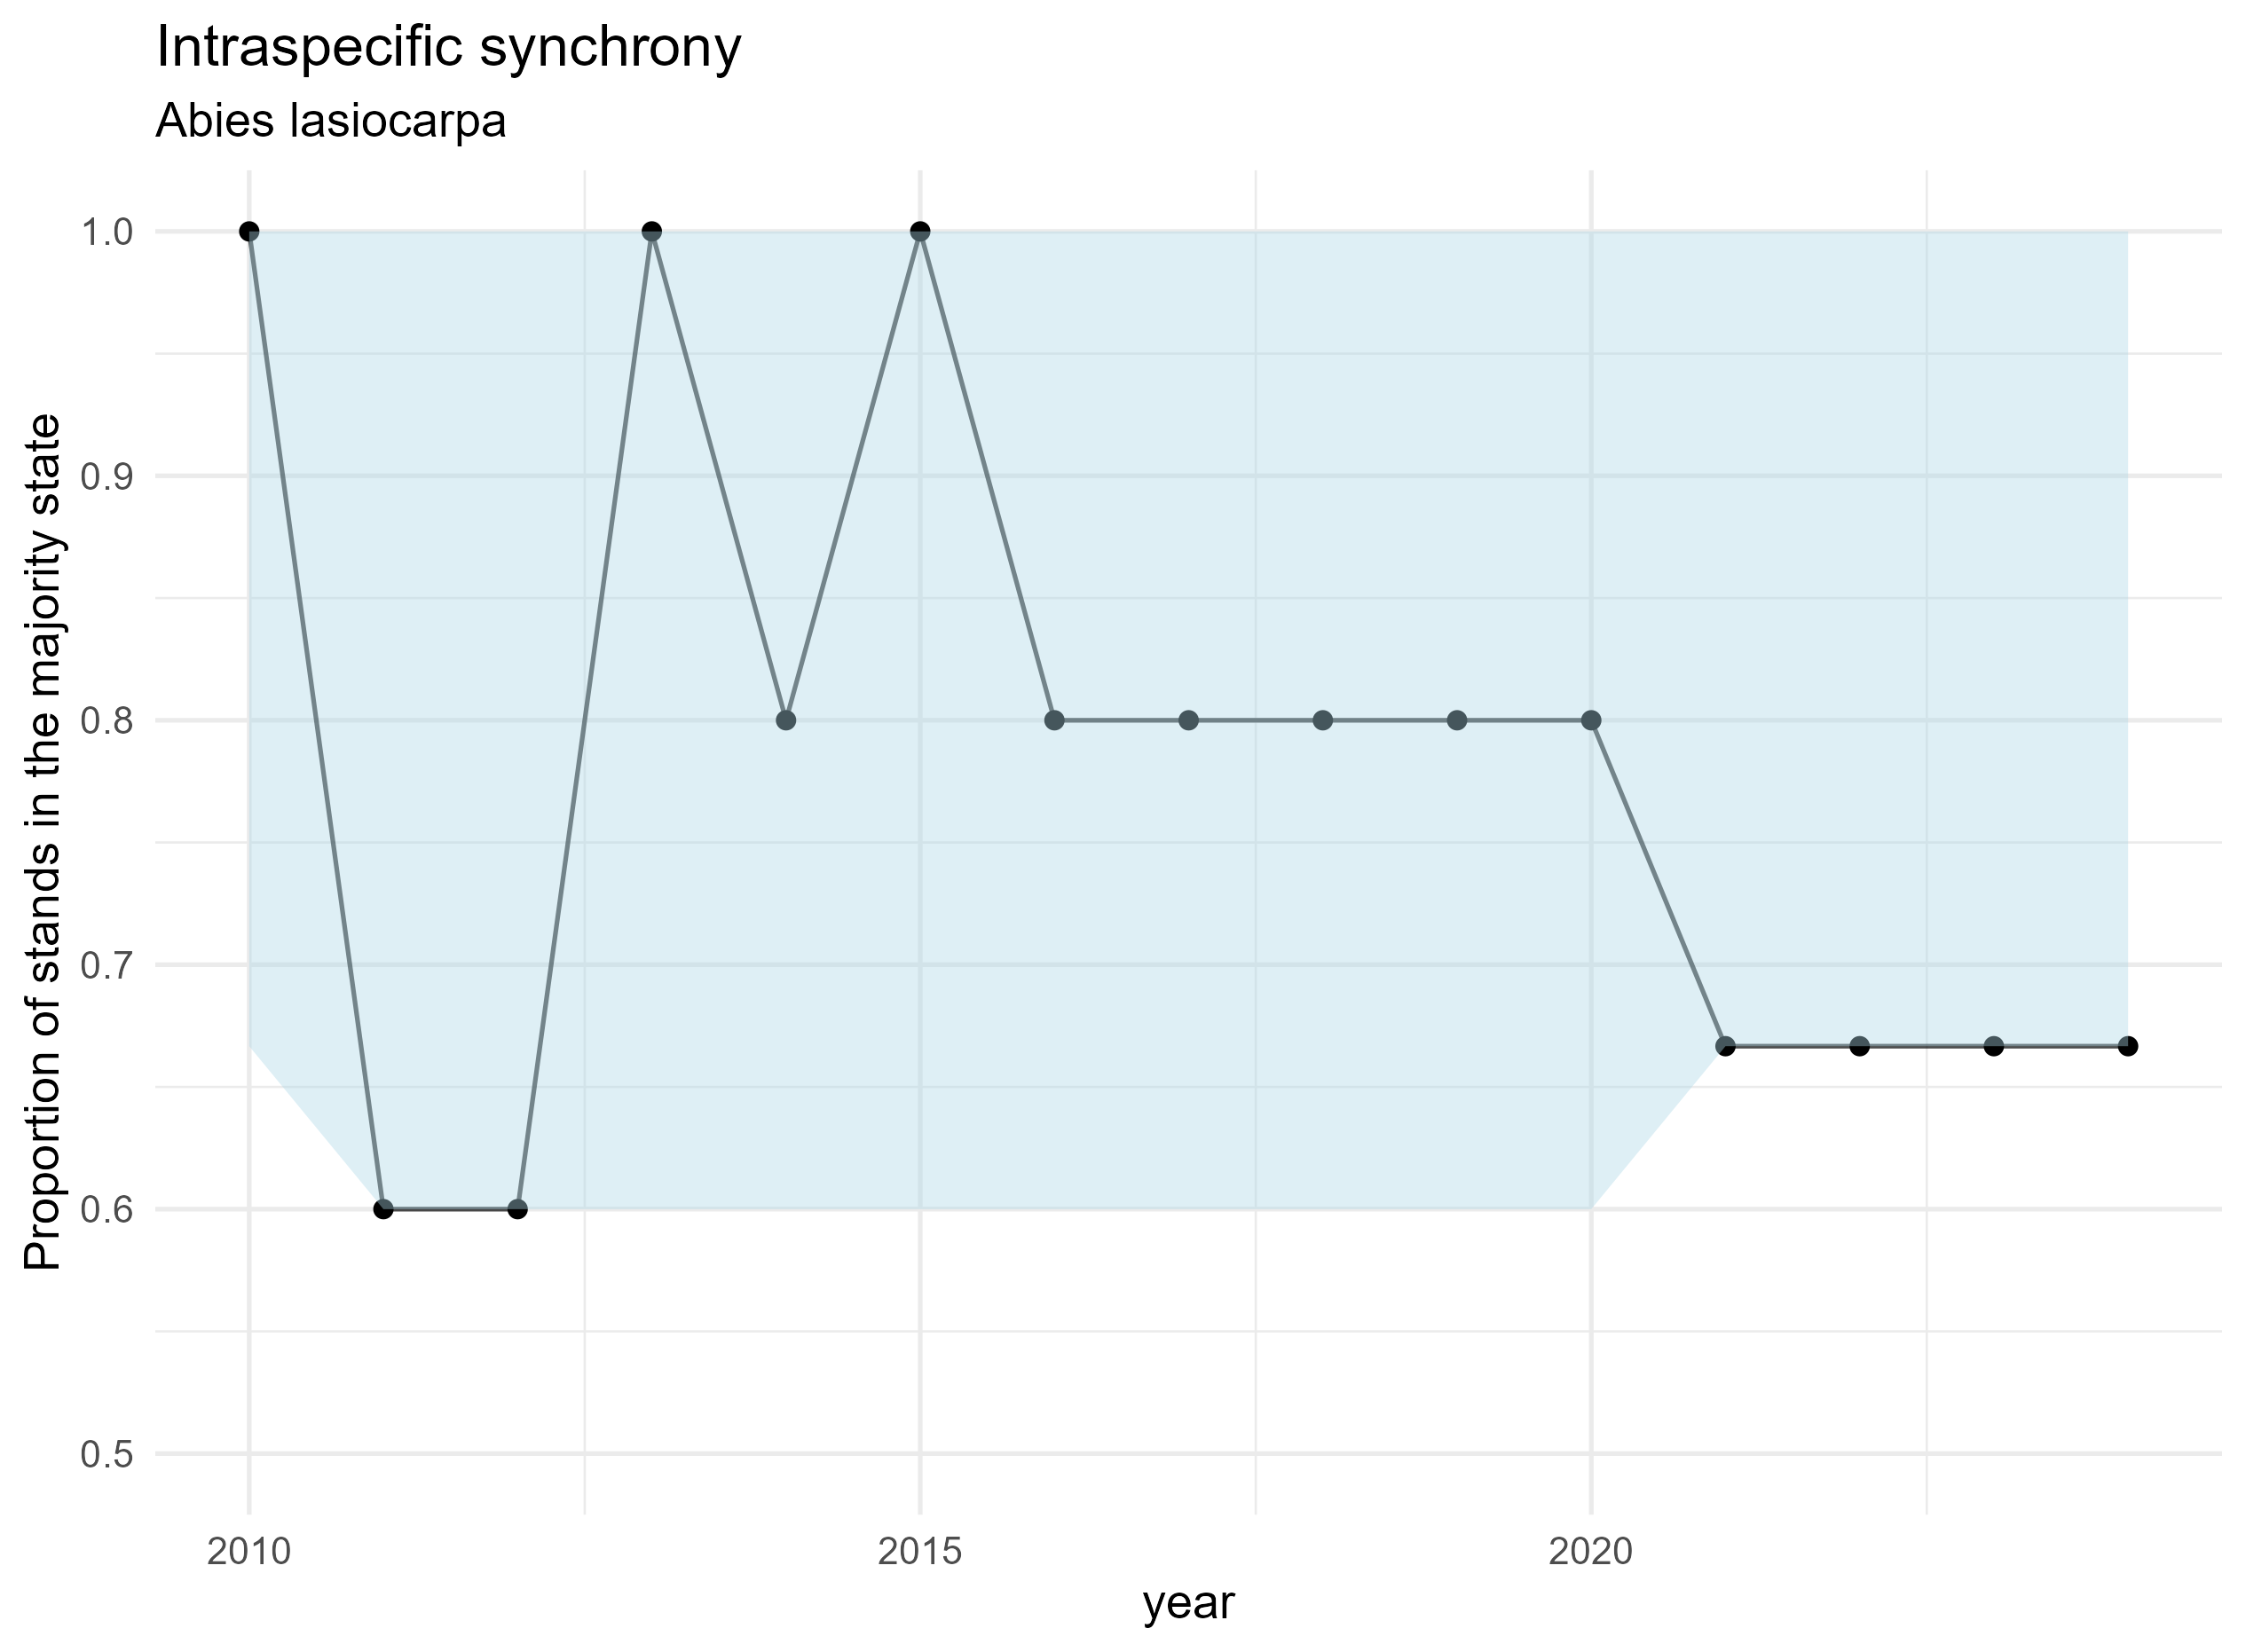 Intraspecific synchrony
Abies lasiocarpa
Proportion of stands in the majority state
1.0
0.9
0.8
0.7
0.6
0.5
2010
2015
2020
year